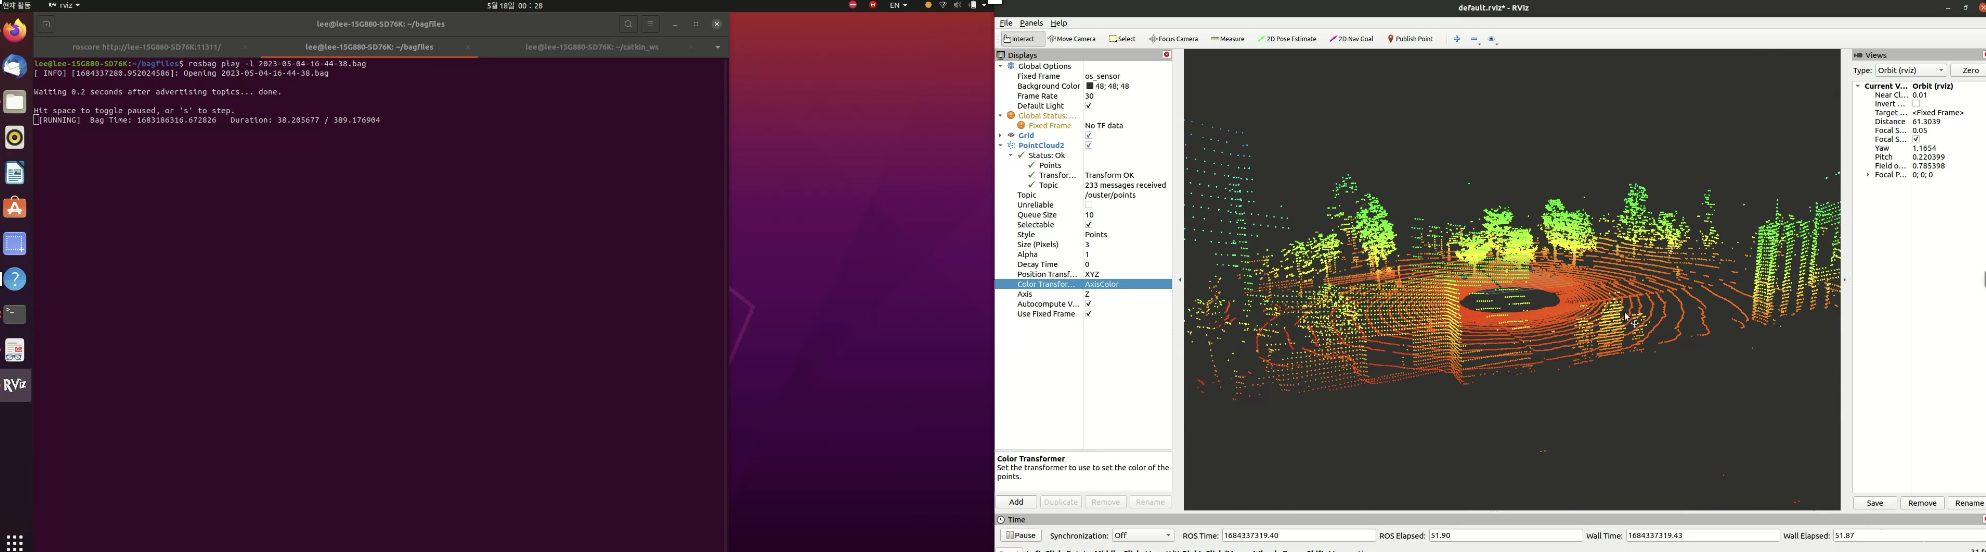 현재 활동
rviz
5월 18일 00 : 28
EN
lee@lee-15G880-SD76K: ~/bagfiles
roscore http://lee-15G880-SD76K:11311/
lee@lee-15G880-SD76K: ~/bagfiles
lee@lee-15G880-SD76K: ~/catkin_ws
lee@lee-15G880-SD76K:~/bagfiles$ rosbag play -l 2023-05-04-16-44-38.bag
[ INFO] [1684337280.952024586]: Opening 2023-05-04-16-44-38.bag
Waiting 0.2 seconds after advertising topics... done.
Hit space to toggle paused, or 's' to step.
[RUNNING] Bag Time: 1683186316.672826 Duration: 38.205677 / 389.176904
RViz
default.rviz* - RViz
File Panels Help
Interact Move Camera Select Focus Camera Measure 2D Pose Estimate 2D Nav Goal Publish Point
Displays
Global Options
Fixed Frame os_sensor
Background Color 48; 48; 48
Frame Rate 30
Default Light
Global Status: ...
Fixed Frame No TF data
Grid
PointCloud2
Status: Ok
Points
Transfor... Transform OK
Topic 233 messages received
Topic /ouster/points
Unreliable
Queue Size 10
Selectable
Style Points
Size (Pixels) 3
Alpha 1
Decay Time 0
Position Transf... XYZ
Color Transfor... AxisColor
Axis Z
Autocompute V...
Use Fixed Frame
Color Transformer
Set the transformer to use to set the color of the
points.
Add Duplicate Remove Rename
Views
Type: Orbit (rviz) Zero
Current V... Orbit (rviz)
Near Cl... 0.01
Invert ...
Target ... <Fixed Frame>
Distance 61.3039
Focal S... 0.05
Focal S...
Yaw 1.1654
Pitch 0.220399
Field o... 0.785398
Focal P... 0; 0; 0
Save Remove Rename
Time
Pause Synchronization: Off ROS Time: 1684337319.40 ROS Elapsed: 51.90 Wall Time: 1684337319.43 Wall Elapsed: 51.87